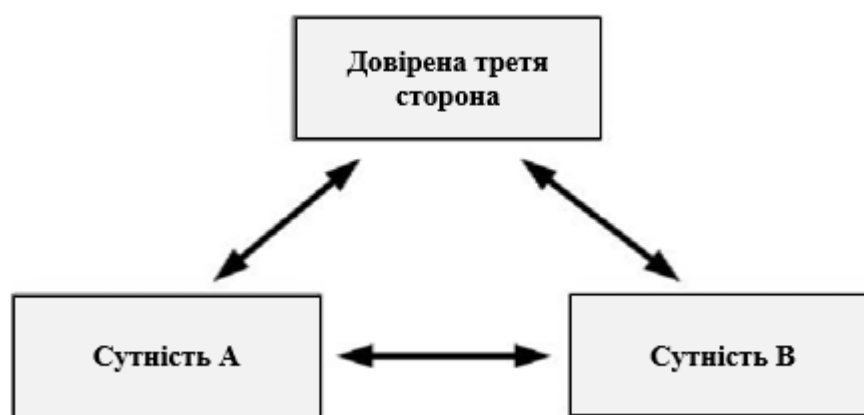 Довірена третя
сторона
Сутність А
Сутність В